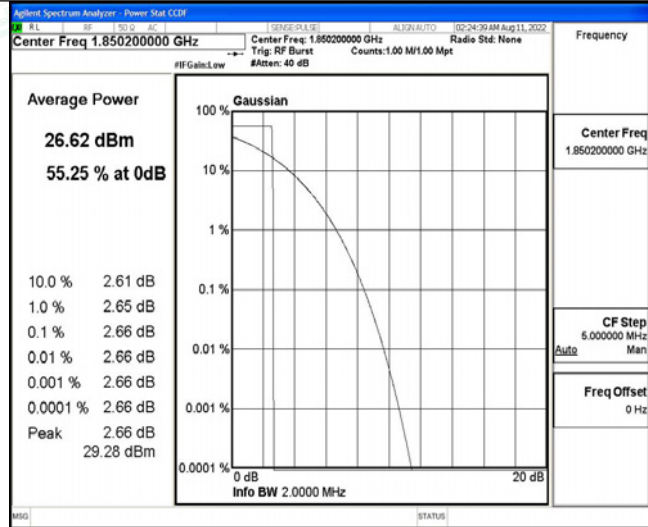 Agilent Spectrum Analyzer - Power Stat CCDF
RL RF 50 Ω AC SENSE:PULSE ALIGN AUTO 02:24:39 AM Aug 11, 2022
Center Freq 1.850200000 GHz
Center Freq: 1.850200000 GHz Radio Std: None
Trig: RF Burst Counts:1.00 M/1.00 Mpt
#IFGain:Low #Atten: 40 dB
Frequency
Average Power
26.62 dBm
55.25 % at 0dB
10.0 % 2.61 dB
1.0 % 2.65 dB
0.1 % 2.66 dB
0.01 % 2.66 dB
0.001 % 2.66 dB
0.0001 % 2.66 dB
Peak 2.66 dB
29.28 dBm
Gaussian
100 %
10 %
1 %
0.1 %
0.01 %
0.001 %
0.0001 %
0 dB 20 dB
Info BW 2.0000 MHz
Center Freq
1.850200000 GHz
CF Step
5.000000 MHz
Auto Man
Freq Offset
0 Hz
MSG STATUS